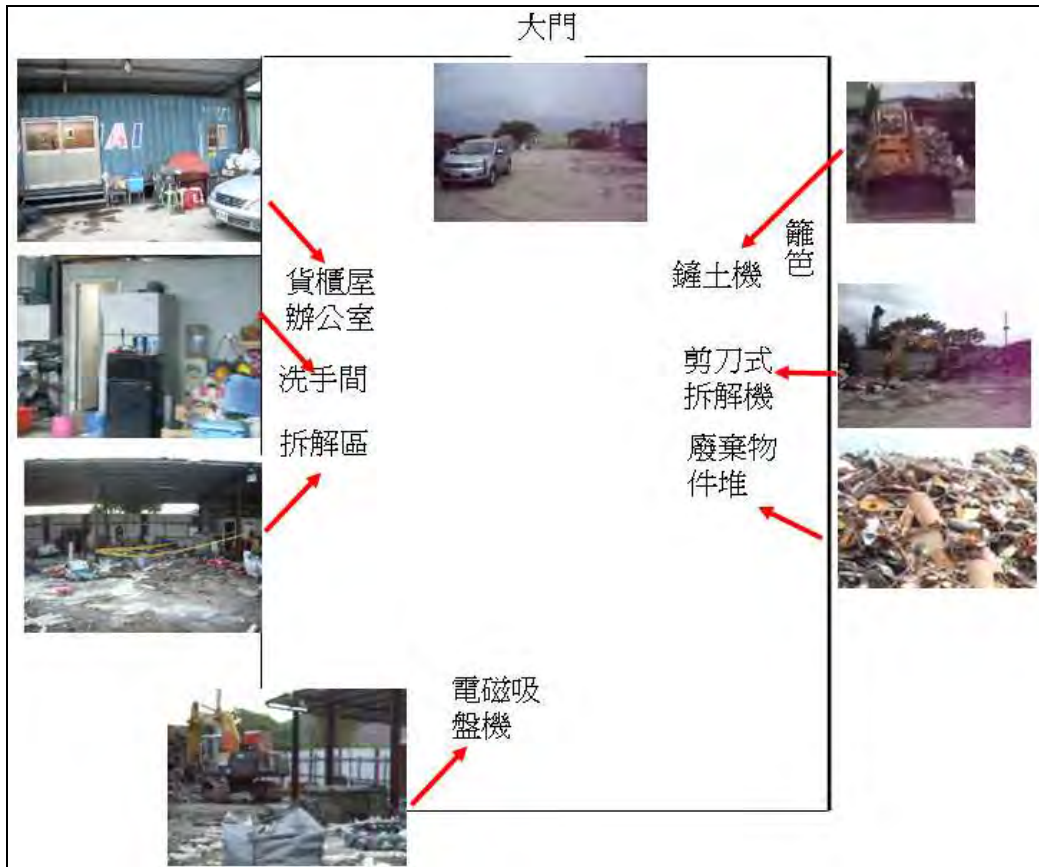 大門
貨櫃屋
辦公室
洗手間
拆解區
籬
笆
鏟土機
剪刀式
拆解機
廢棄物
件堆
電磁吸
盤機